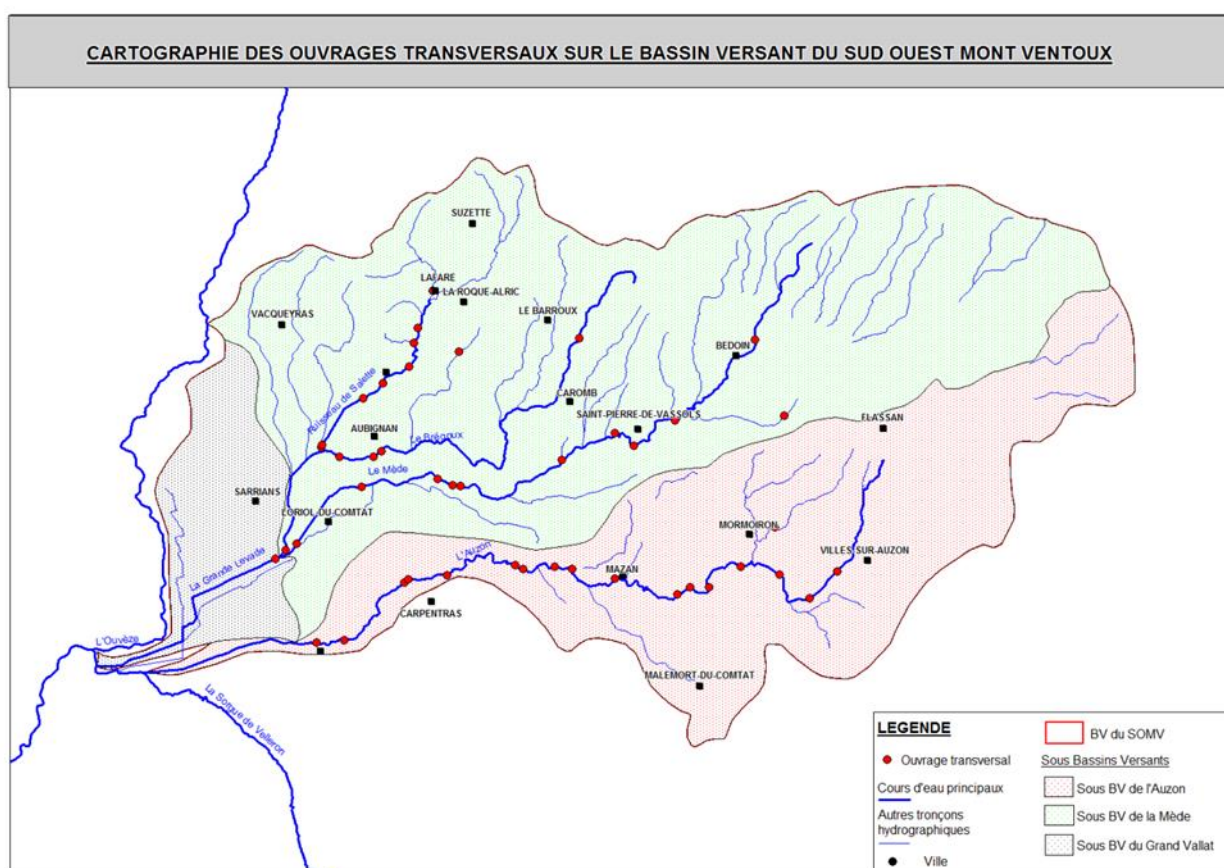 CARTOGRAPHIE DES OUVRAGES TRANSVERSAUX SUR LE BASSIN VERSANT DU SUD OUEST MONT VENTOUX
SUZETTE
LAFARE
LA ROQUE-ALRIC
VACQUEYRAS
LE BARROUX
BEDOIN
Ruisseau de Salette
CAROMB
SAINT-PIERRE-DE-VASSOLS
FLASSAN
AUBIGNAN
Le Brégoux
Le Mède
SARRIANS
LORIOL-DU-COMTAT
MORMOIRON
L'Auzon
VILLES-SUR-AUZON
La Grande Levade
MAZAN
CARPENTRAS
L'Ouvèze
MALEMORT-DU-COMTAT
La Sorgue de Velleron
LEGENDE
Ouvrage transversal
Cours d'eau principaux
Autres tronçons
hydrographiques
Ville
BV du SOMV
Sous Bassins Versants
Sous BV de l'Auzon
Sous BV de la Mède
Sous BV du Grand Vallat